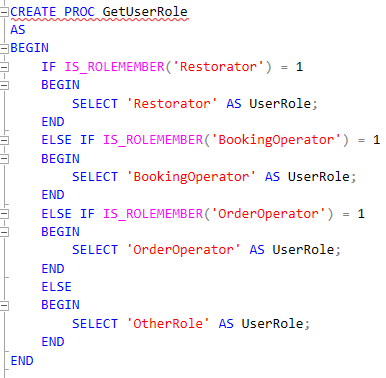 CREATE PROC GetUserRole
AS
BEGIN
    IF IS_ROLEMEMBER('Restorator') = 1
    BEGIN
        SELECT 'Restorator' AS UserRole;
    END
    ELSE IF IS_ROLEMEMBER('BookingOperator') = 1
    BEGIN
        SELECT 'BookingOperator' AS UserRole;
    END
    ELSE IF IS_ROLEMEMBER('OrderOperator') = 1
    BEGIN
        SELECT 'OrderOperator' AS UserRole;
    END
    ELSE
    BEGIN
        SELECT 'OtherRole' AS UserRole;
    END
END